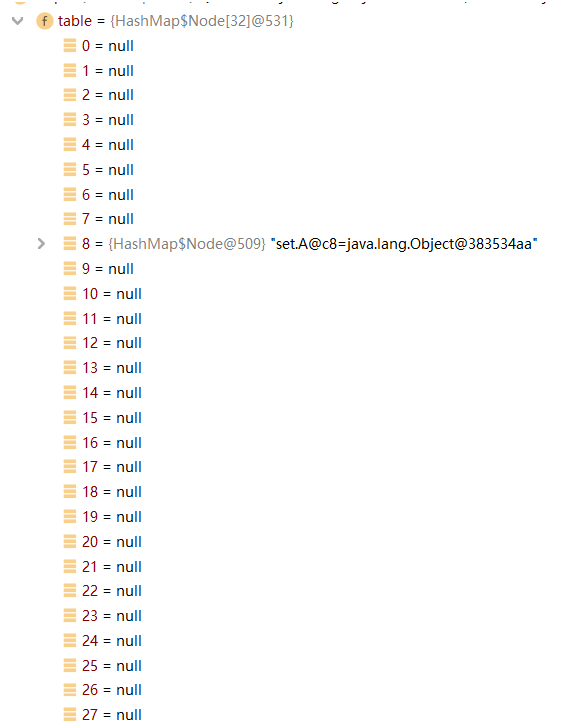 f table = {HashMap$Node[32]@531}
0 = null
1 = null
2 = null
3 = null
4 = null
5 = null
6 = null
7 = null
8 = {HashMap$Node@509} "set.A@c8=java.lang.Object@383534aa"
9 = null
10 = null
11 = null
12 = null
13 = null
14 = null
15 = null
16 = null
17 = null
18 = null
19 = null
20 = null
21 = null
22 = null
23 = null
24 = null
25 = null
26 = null
27 = null